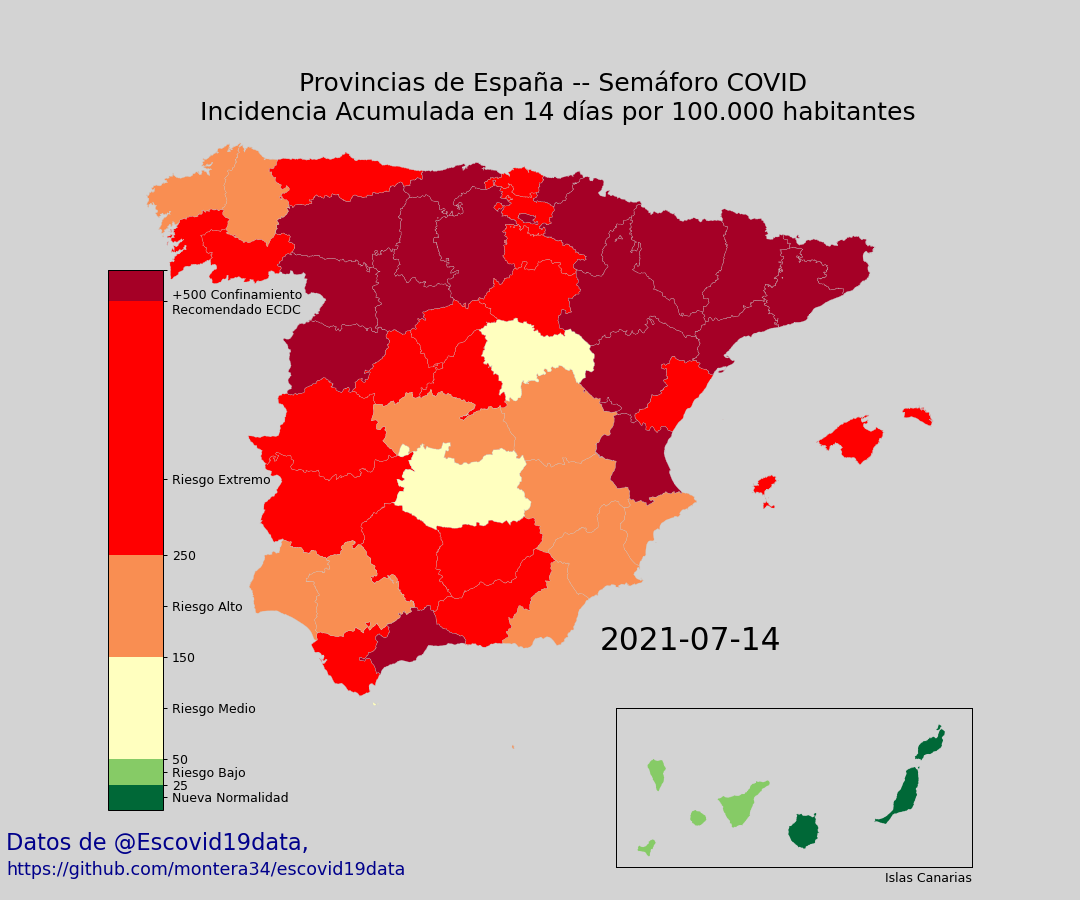 Provincias de España -- Semáforo COVID
Incidencia Acumulada en 14 días por 100.000 habitantes
+500 Confinamiento
Recomendado ECDC
Riesgo Extremo
250
Riesgo Alto
2021-07-14
150
Riesgo Medio
50
Riesgo Bajo
25
Nueva Normalidad
Datos de @Escovid19data,
https://github.com/montera34/escovid19data
Islas Canarias